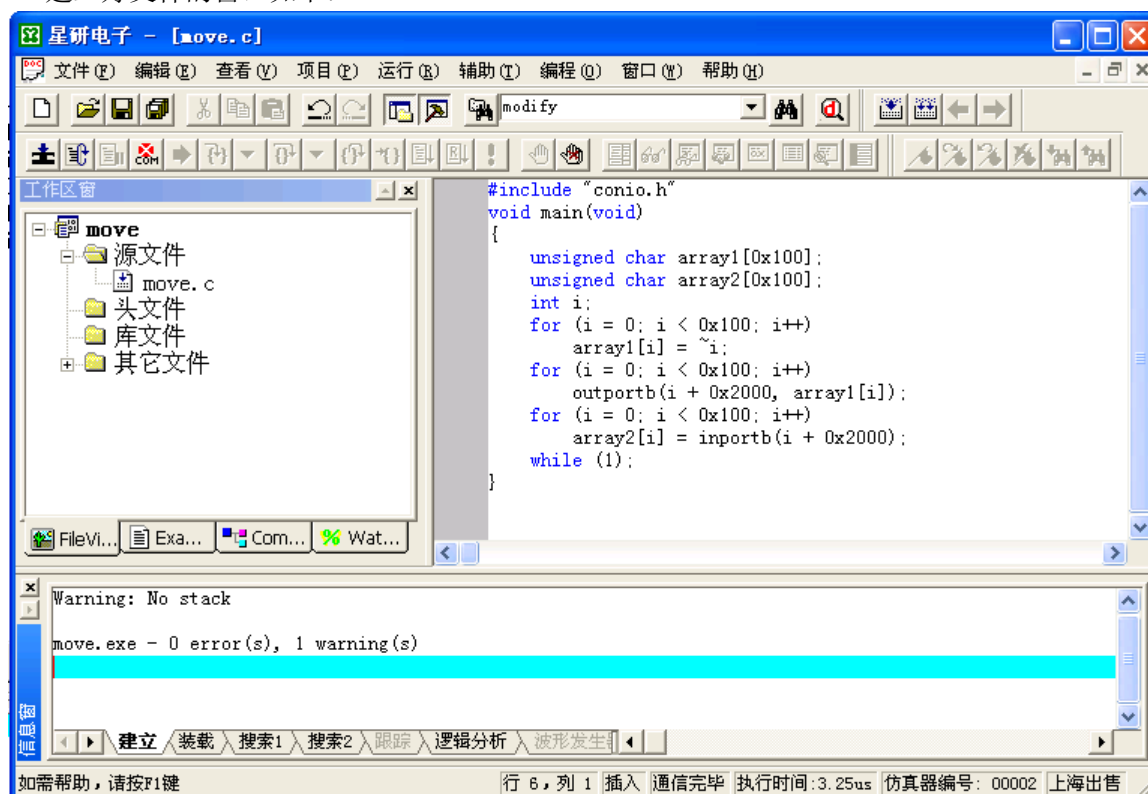 星研电子 - [move.c]
文件(F) 编辑(E) 查看(V) 项目(P) 运行(R) 辅助(T) 编程(O) 窗口(W) 帮助(H)
modify
工作区窗
move
源文件
move.c
头文件
库文件
其它文件
FileVi... Exa... Com... Wat...
#include "conio.h"
void main(void)
{
unsigned char array1[0x100];
unsigned char array2[0x100];
int i;
for (i = 0; i < 0x100; i++)
array1[i] = ~i;
for (i = 0; i < 0x100; i++)
outportb(i + 0x2000, array1[i]);
for (i = 0; i < 0x100; i++)
array2[i] = inportb(i + 0x2000);
while (1);
}
Warning: No stack
move.exe - 0 error(s), 1 warning(s)
信息窗
建立 装载 搜索1 搜索2 跟踪 逻辑分析 波形发生
如需帮助，请按F1键 行 6，列 1 插入 通信完毕 执行时间:3.25us 仿真器编号: 00002 上海出售